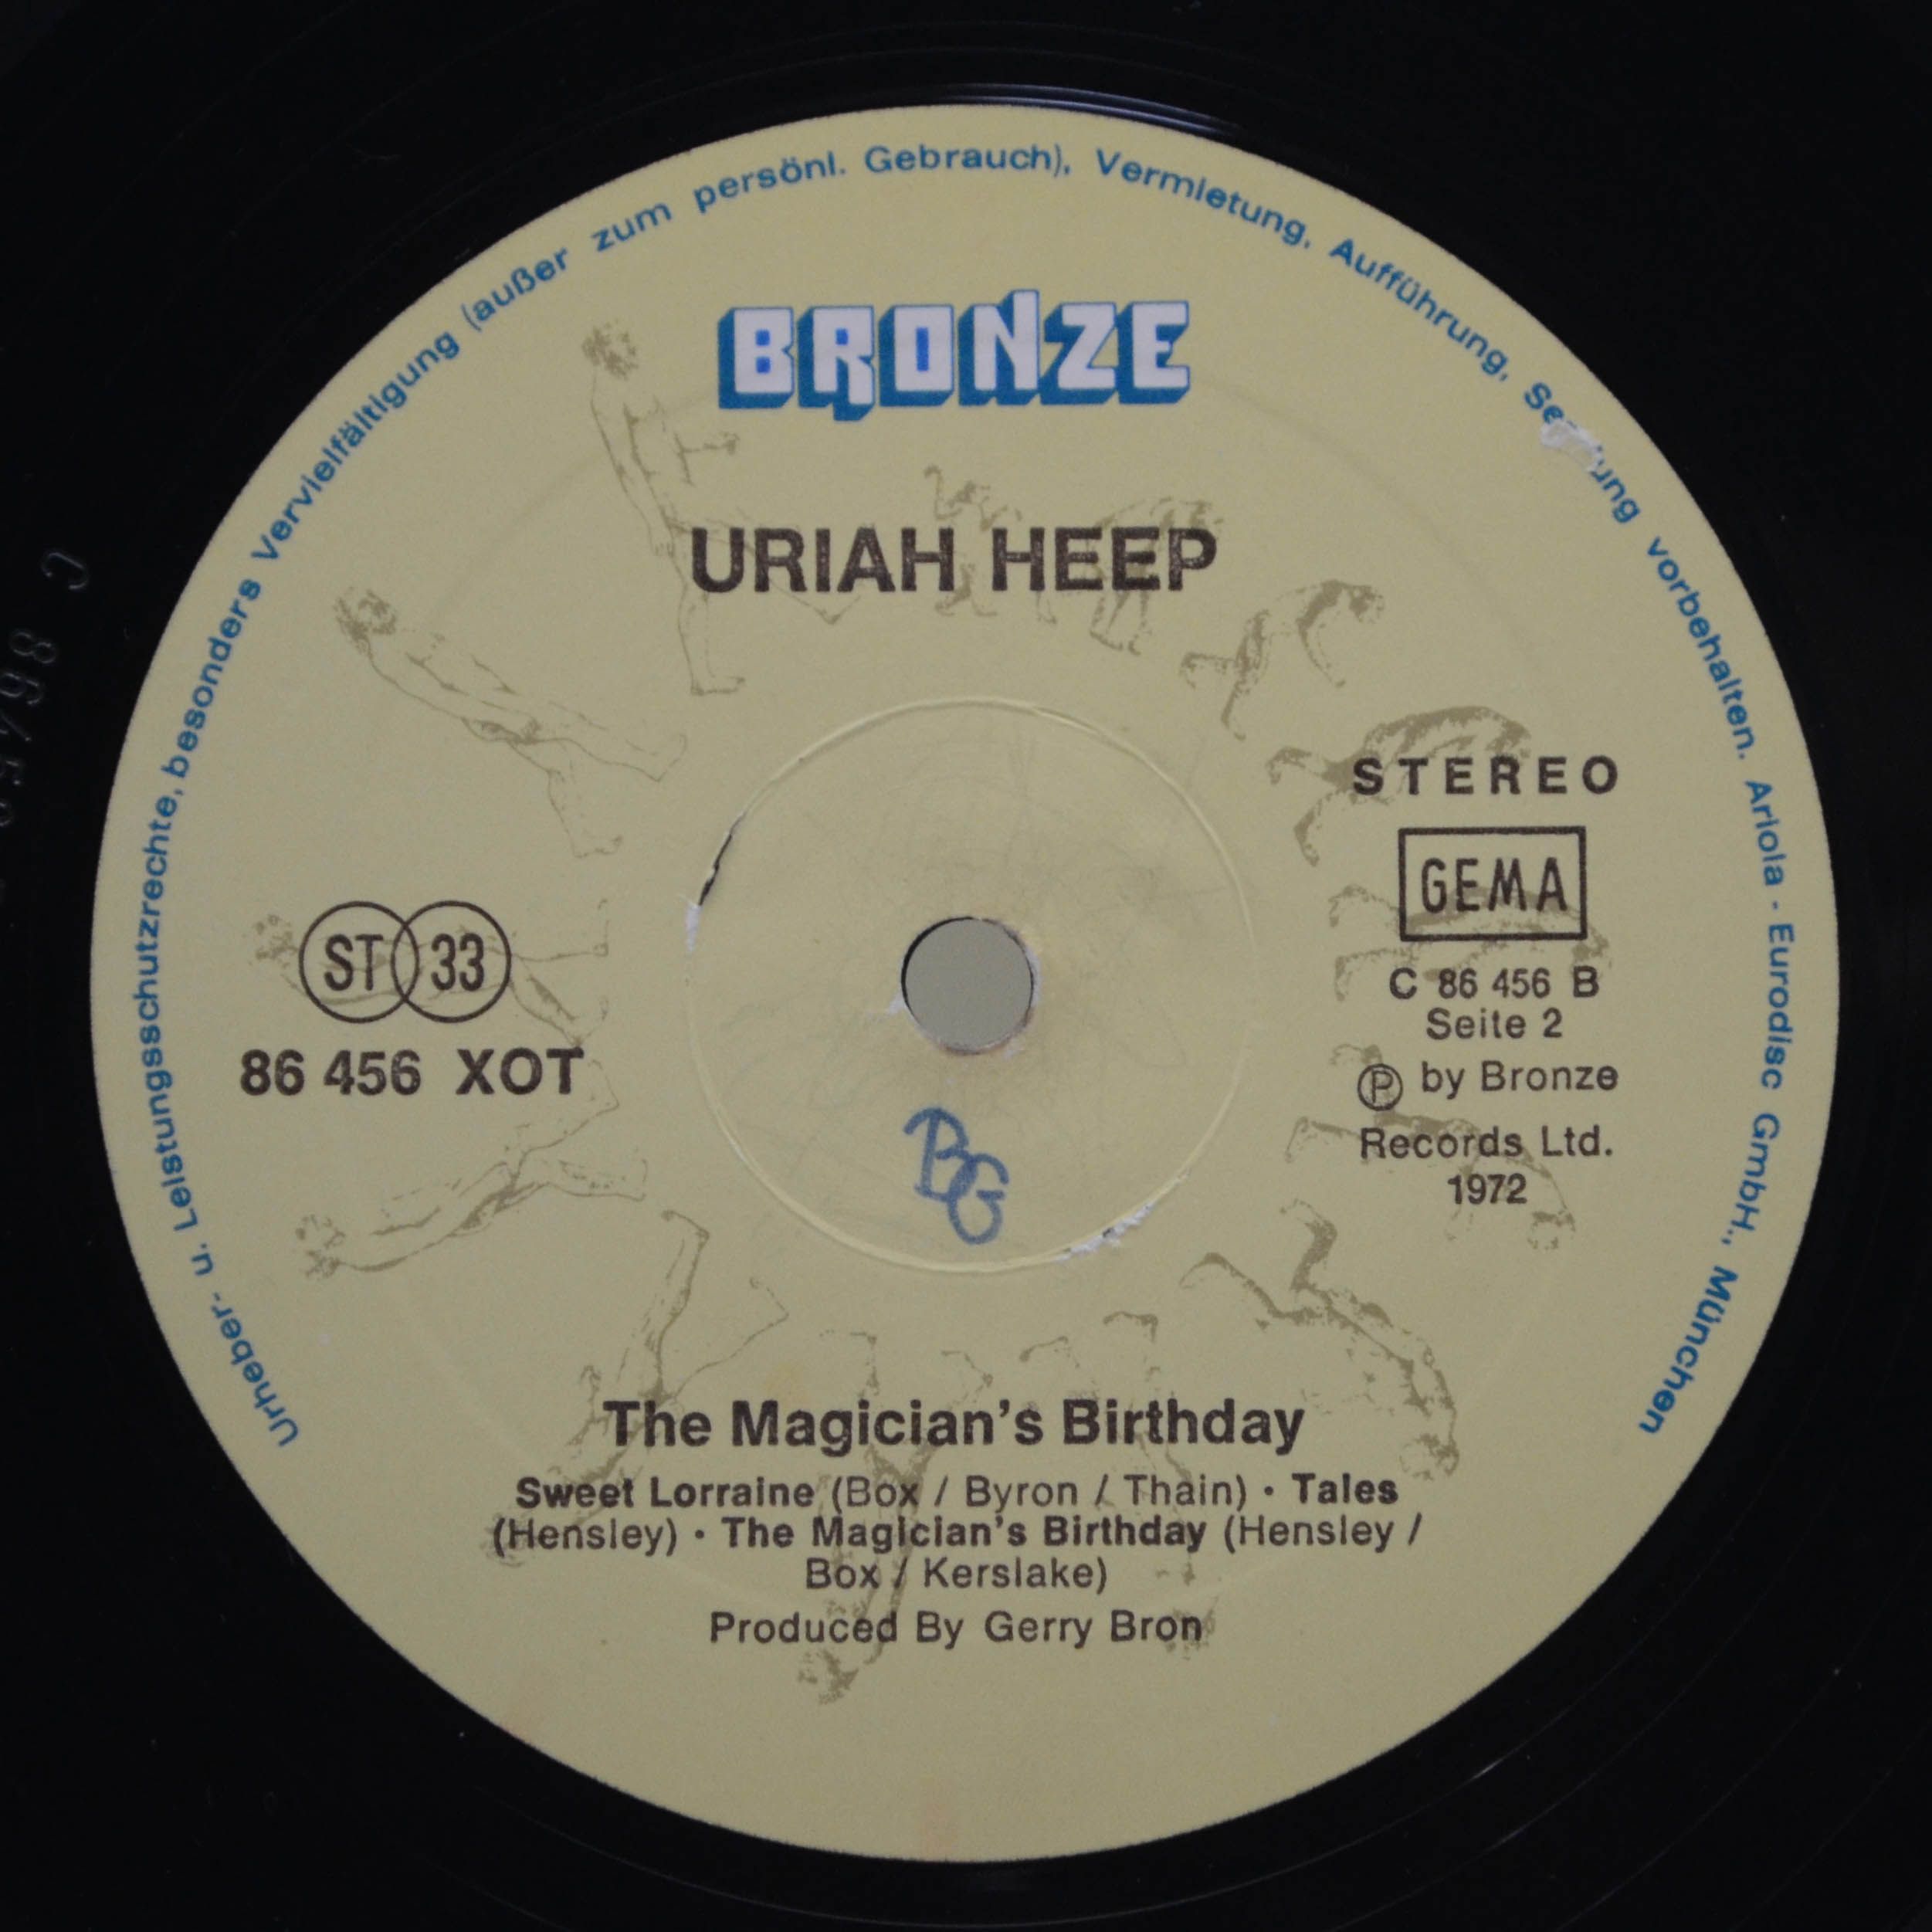 Urheber- u. Leistungsschutzrechte, besonders Vervielfältigung (außer zum persönl. Gebrauch), Vermietung, Aufführung, vorbehalten. Ariola - Eurodisc GmbH., München
BRONZE
URIAH HEEP
STEREO
GEMA
ST 33
C 86 456 B
Seite 2
86 456 XOT
Ⓟ by Bronze
Records Ltd.
1972
BG
The Magician's Birthday
Sweet Lorraine (Box / Byron / Thain) · Tales
(Hensley) · The Magician's Birthday (Hensley /
Box / Kerslake)
Produced By Gerry Bron